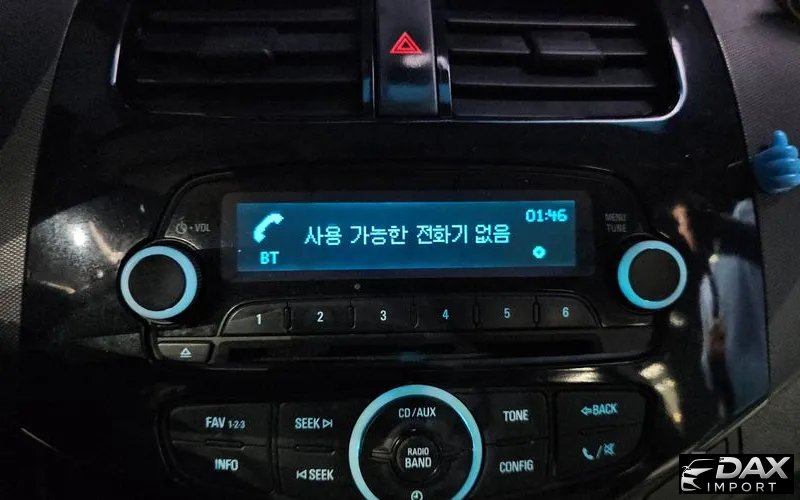 VOL
01:46
MENU
TUNE
사용 가능한 전화기 없음
BT
1 2 3 4 5 6
CD/AUX
FAV 1-2-3
SEEK
TONE
BACK
RADIO
BAND
INFO
SEEK
CONFIG
DAX
IMPORT